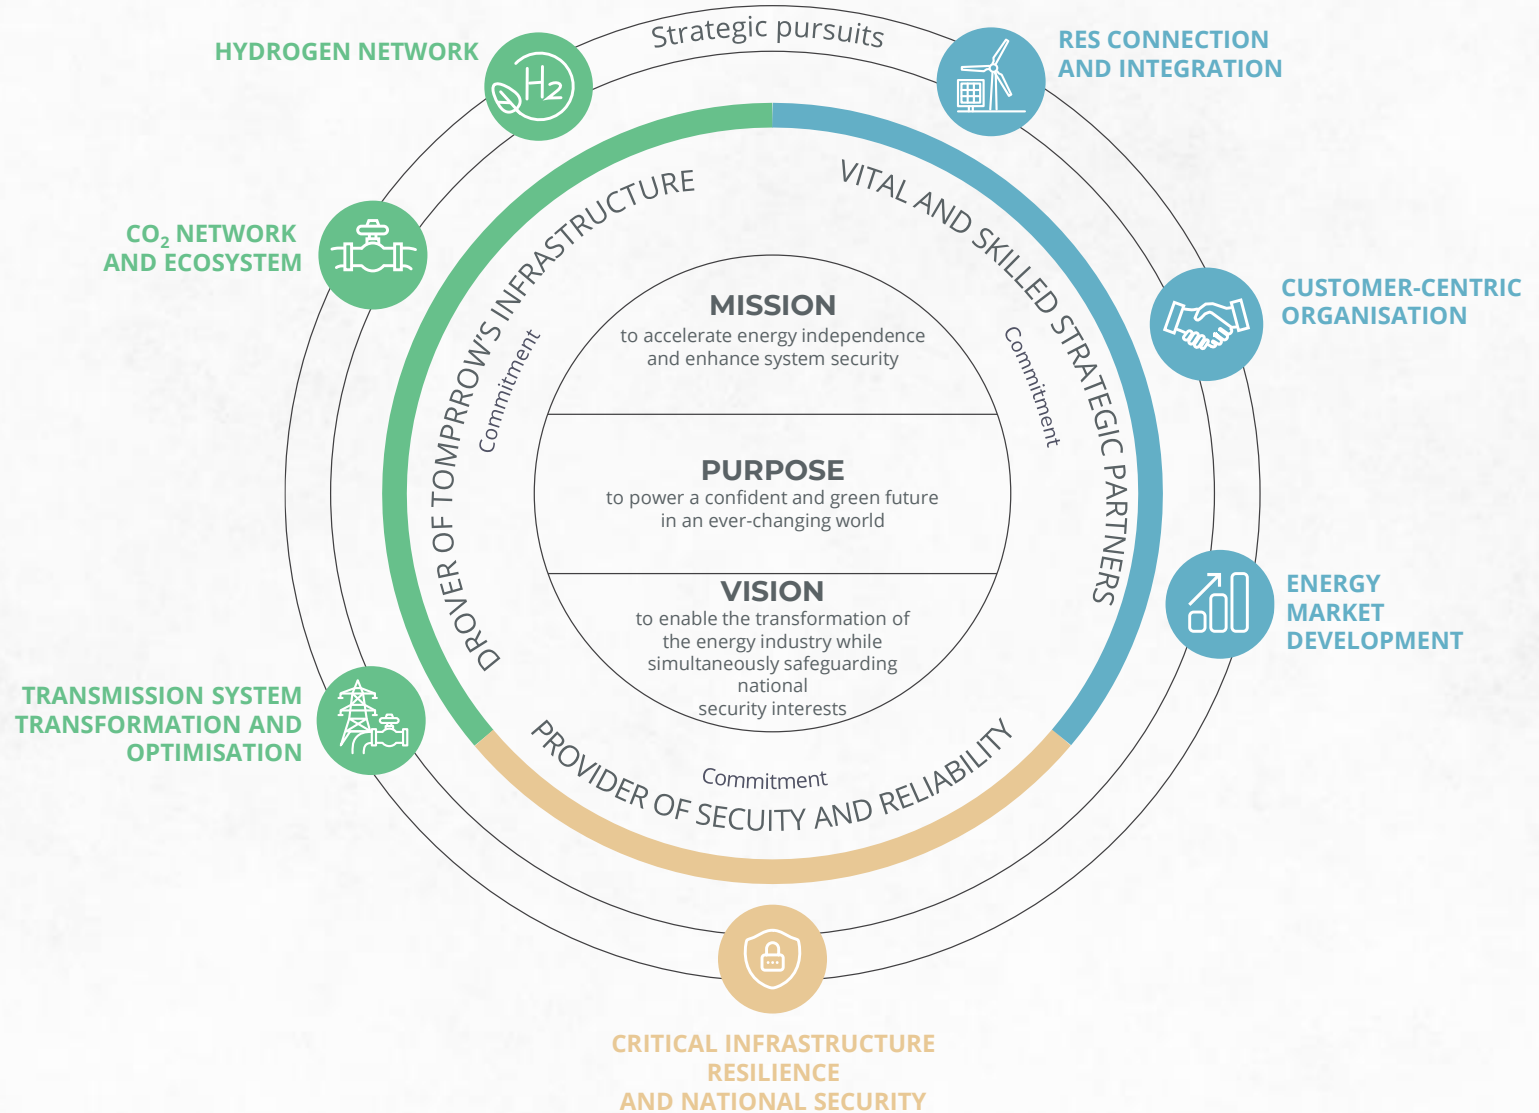 Strategic pursuits
HYDROGEN NETWORK
RES CONNECTION
AND INTEGRATION
CO₂ NETWORK
AND ECOSYSTEM
CUSTOMER-CENTRIC
ORGANISATION
TRANSMISSION SYSTEM
TRANSFORMATION AND
OPTIMISATION
ENERGY
MARKET
DEVELOPMENT
CRITICAL INFRASTRUCTURE
RESILIENCE
AND NATIONAL SECURITY
H2
DROVER OF TOMPRROW'S INFRASTRUCTURE
Commitment
VITAL AND SKILLED STRATEGIC PARTNERS
Commitment
PROVIDER OF SECUITY AND RELIABILITY
Commitment
MISSION
to accelerate energy independence
and enhance system security
PURPOSE
to power a confident and green future
in an ever-changing world
VISION
to enable the transformation of
the energy industry while
simultaneously safeguarding
national
security interests